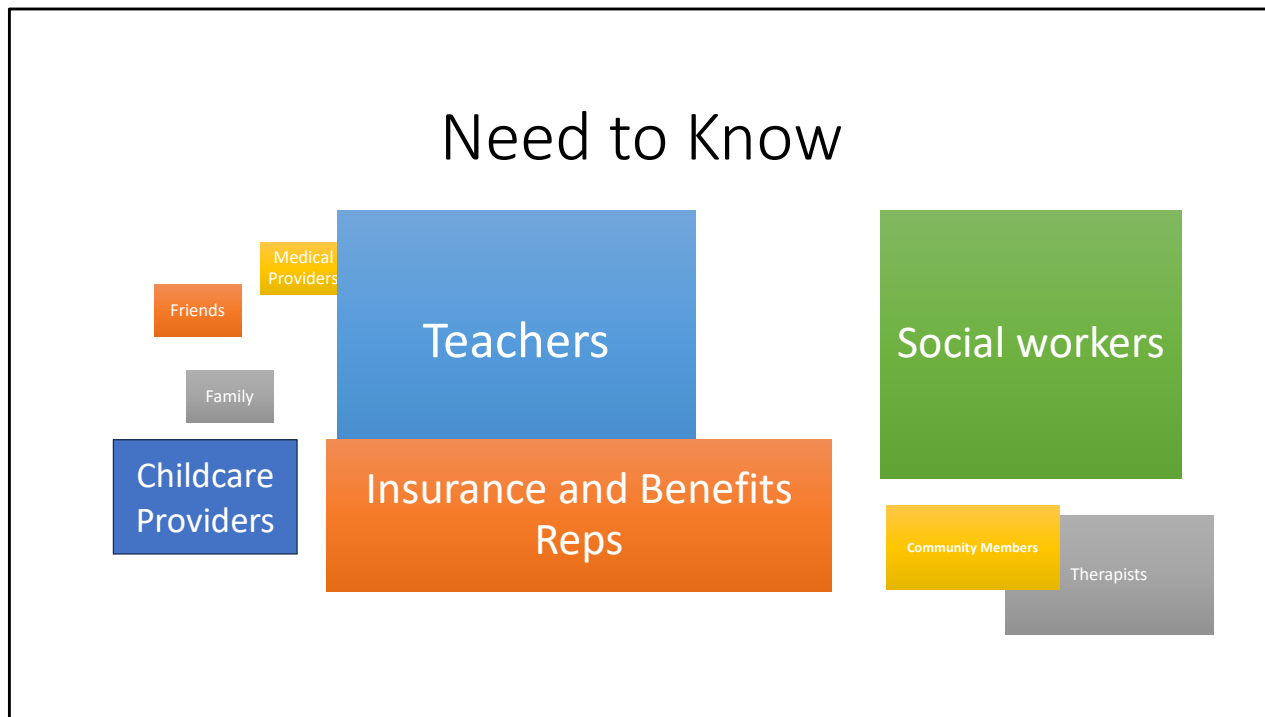 Need to Know
Medical
Providers
Friends
Teachers
Social workers
Family
Childcare
Providers
Insurance and Benefits
Reps
Community Members
Therapists